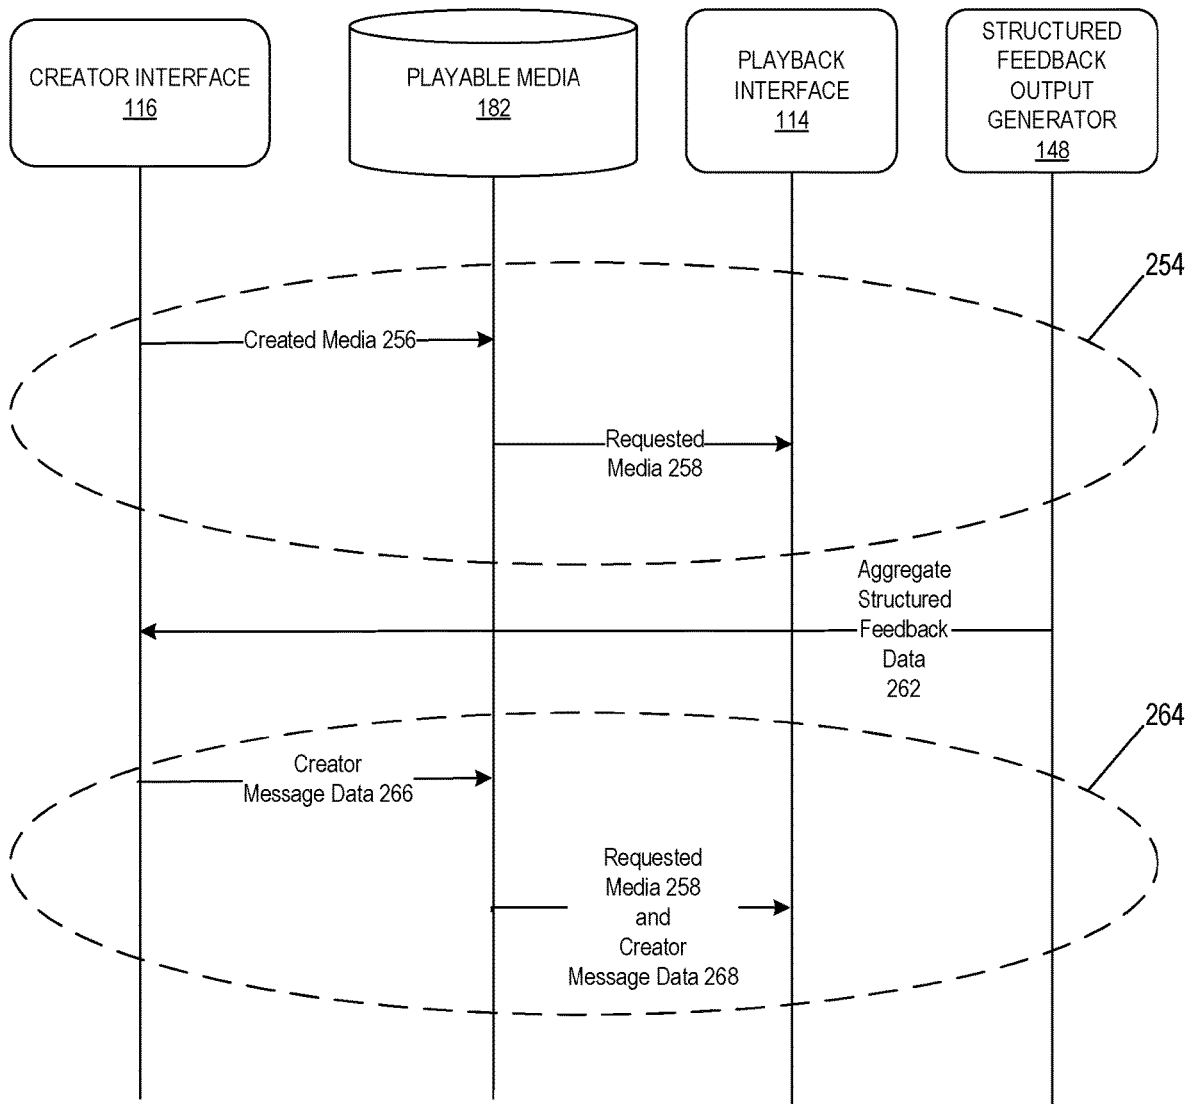 CREATOR INTERFACE
116
PLAYABLE MEDIA
182
PLAYBACK
INTERFACE
114
STRUCTURED
FEEDBACK
OUTPUT
GENERATOR
148
254
Created Media 256
Requested
Media 258
Aggregate
Structured
Feedback
Data
262
264
Creator
Message Data 266
Requested
Media 258
and
Creator
Message Data 268